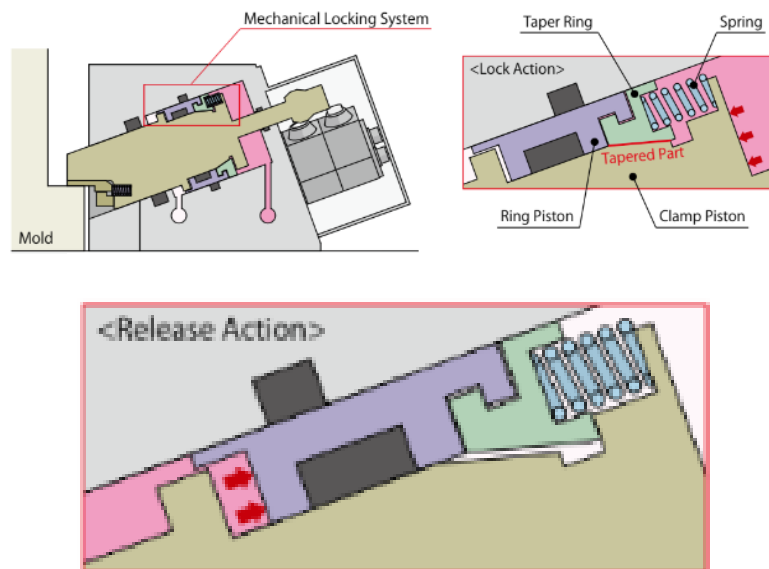 Mechanical Locking System
Mold
Taper Ring
Spring
<Lock Action>
Tapered Part
Ring Piston
Clamp Piston
<Release Action>